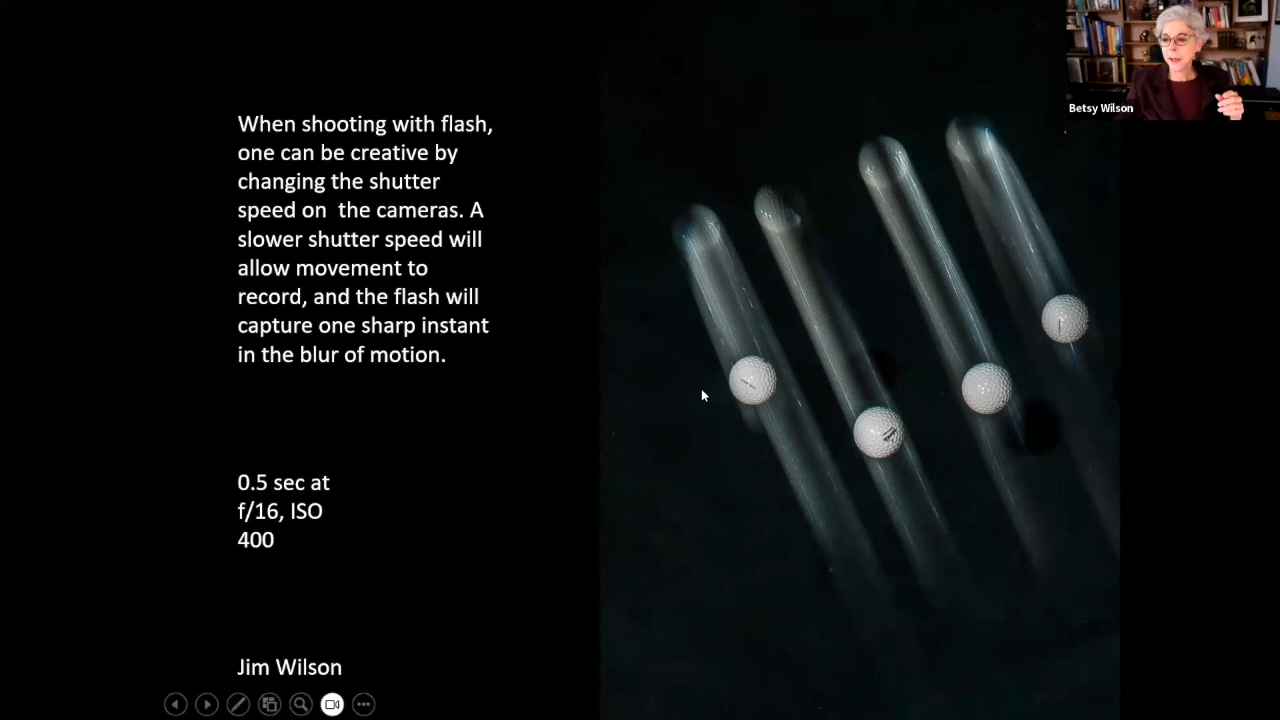 When shooting with flash,
one can be creative by
changing the shutter
speed on  the cameras. A
slower shutter speed will
allow movement to
record, and the flash will
capture one sharp instant
in the blur of motion.
0.5 sec at
f/16, ISO
400
Jim Wilson
Betsy Wilson